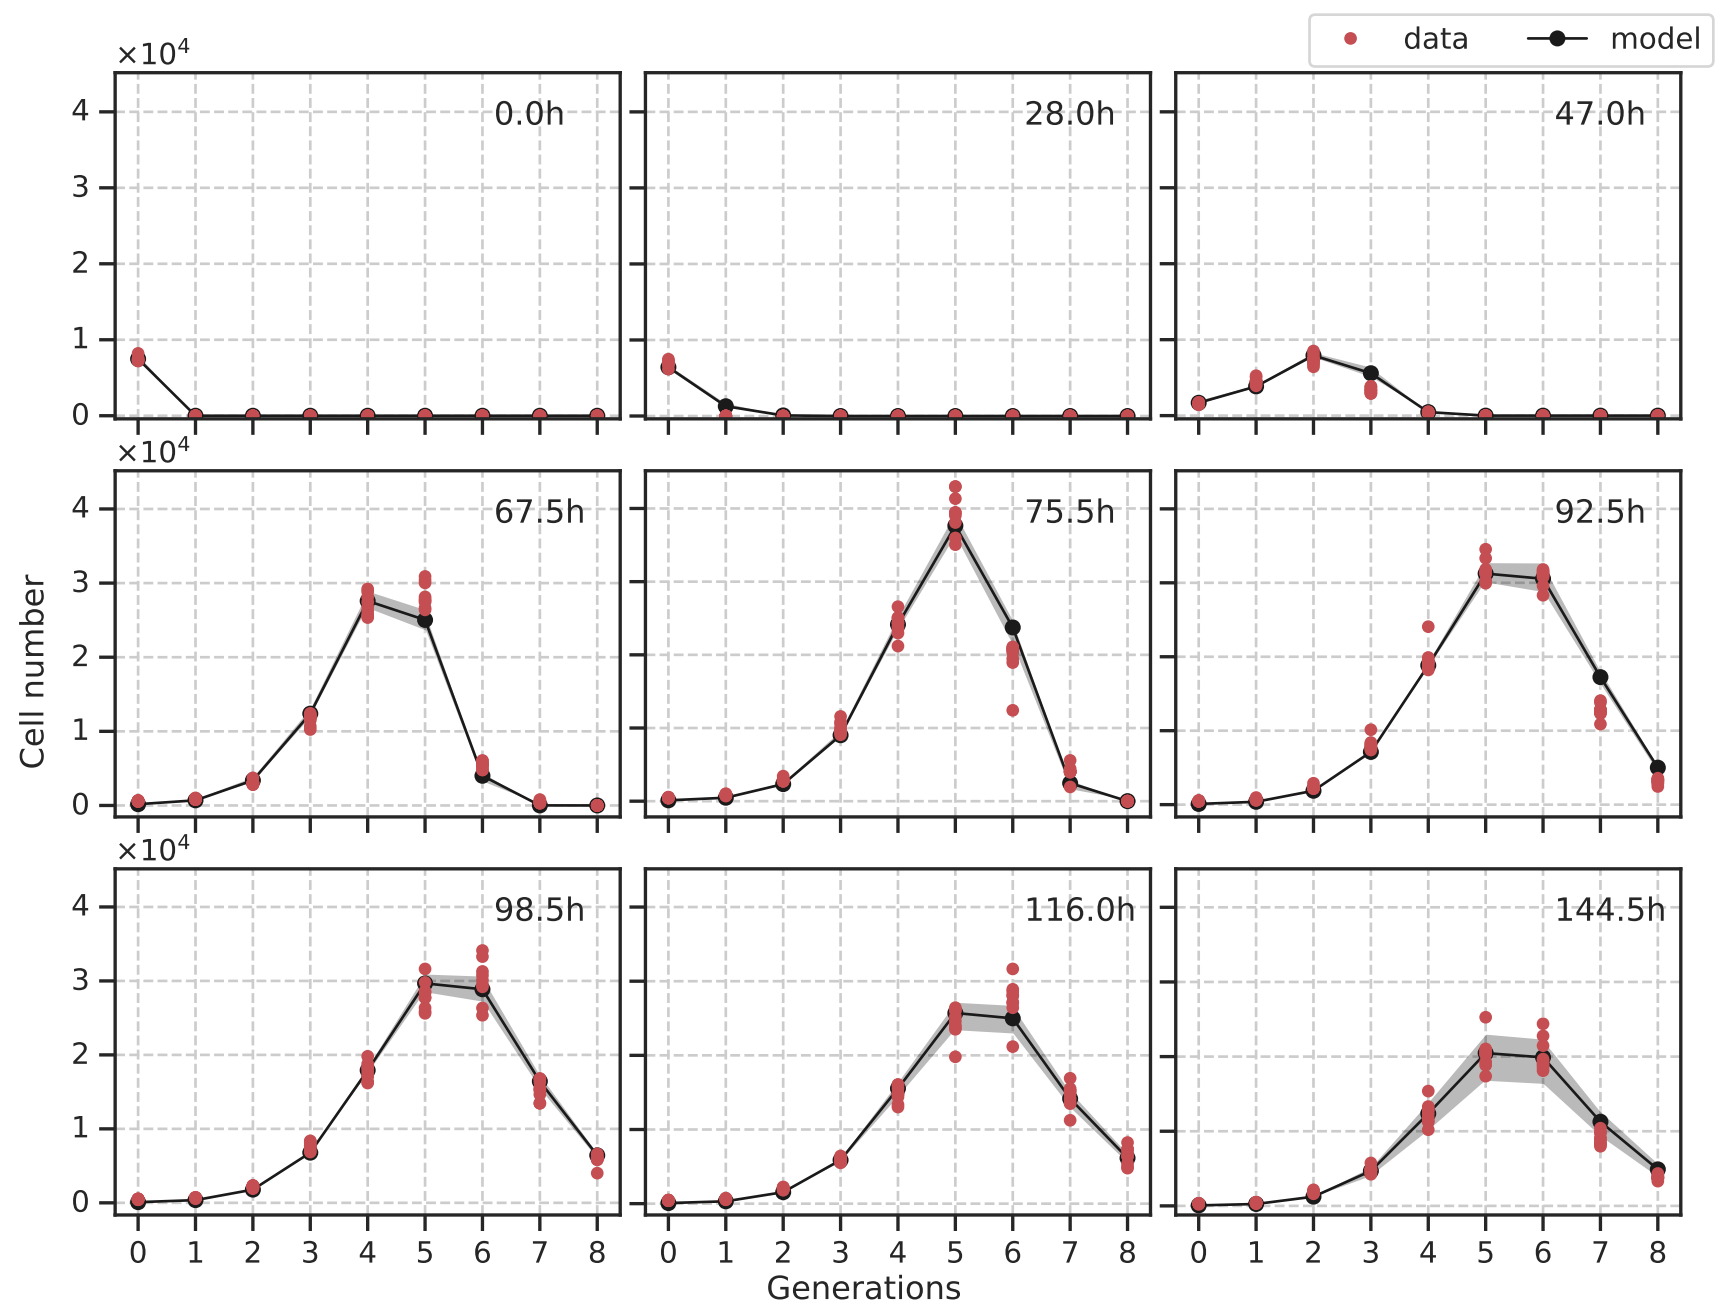 data model
×10⁴
4
3
2
1
0
0.0h
28.0h
47.0h
×10⁴
4
3
2
1
0
67.5h
75.5h
92.5h
×10⁴
4
3
2
1
0
98.5h
116.0h
144.5h
Cell number
0 1 2 3 4 5 6 7 8
0 1 2 3 4 5 6 7 8
0 1 2 3 4 5 6 7 8
Generations